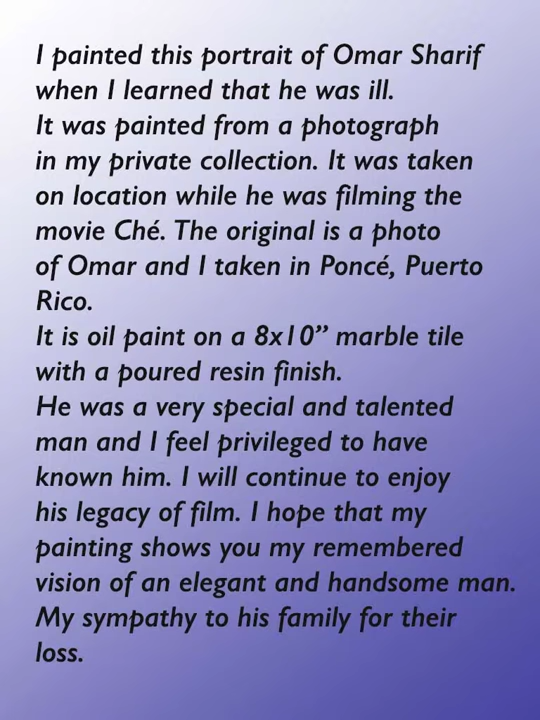 I painted this portrait of Omar Sharif
when I learned that he was ill.
It was painted from a photograph
in my private collection. It was taken
on location while he was filming the
movie Ché. The original is a photo
of Omar and I taken in Poncé, Puerto
Rico.
It is oil paint on a 8x10” marble tile
with a poured resin finish.
He was a very special and talented
man and I feel privileged to have
known him. I will continue to enjoy
his legacy of film. I hope that my
painting shows you my remembered
vision of an elegant and handsome man.
My sympathy to his family for their
loss.